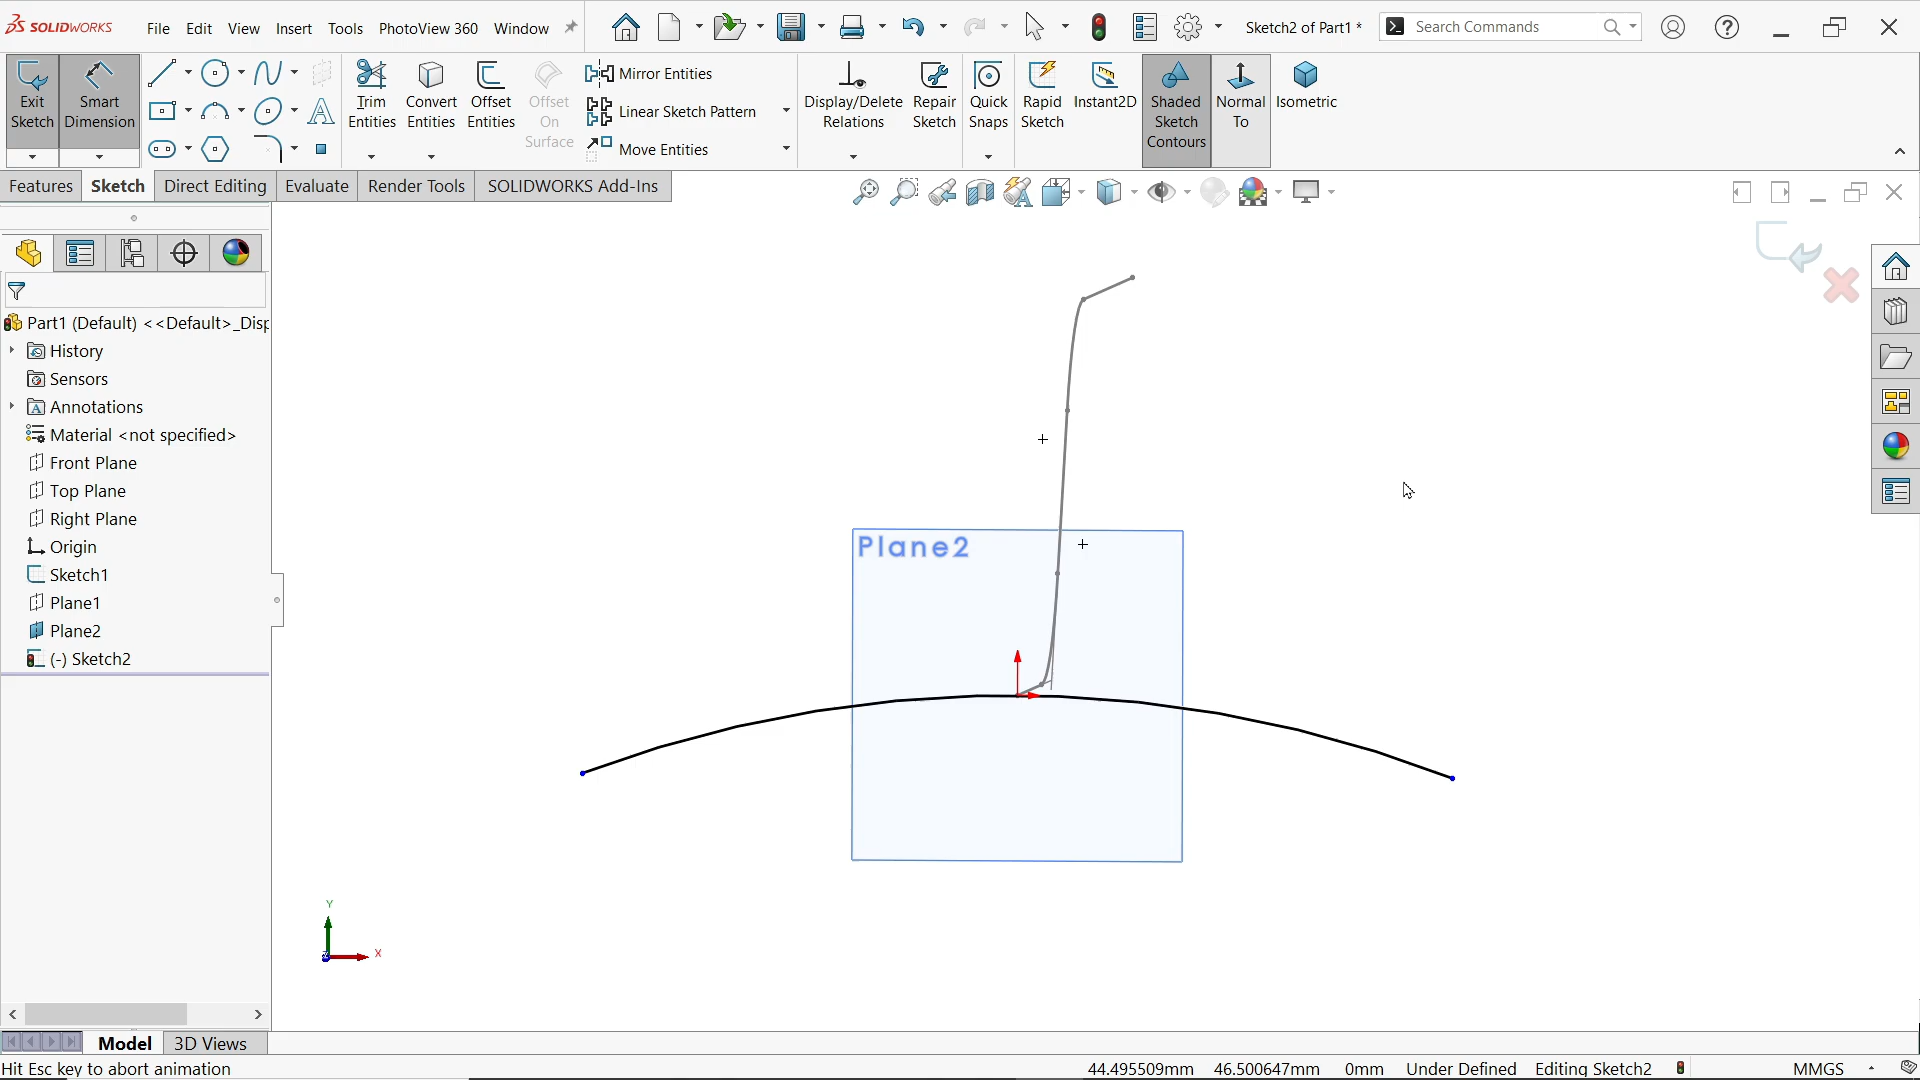 SOLIDWORKS File Edit View Insert Tools PhotoView 360 Window Sketch2 of Part1 * Search Commands
Exit Sketch
Smart Dimension
Trim Entities
Convert Entities
Offset Entities
Offset On Surface
Mirror Entities
Linear Sketch Pattern
Move Entities
Display/Delete Relations
Repair Sketch
Quick Snaps
Rapid Sketch
Instant2D
Shaded Sketch Contours
Normal To
Isometric
Features Sketch Direct Editing Evaluate Render Tools SOLIDWORKS Add-Ins
Part1 (Default) <<Default>_Disp
History
Sensors
Annotations
Material <not specified>
Front Plane
Top Plane
Right Plane
Origin
Sketch1
Plane1
Plane2
(-) Sketch2
Plane2
Y
X
Model 3D Views
Hit Esc key to abort animation 44.495509mm 46.500647mm 0mm Under Defined Editing Sketch2 MMGS